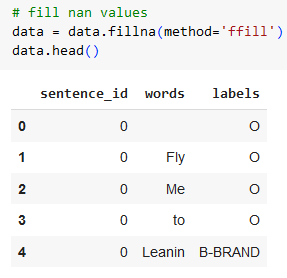 # fill nan values
data = data.fillna(method='ffill')
data.head()
sentence_id words labels
0 0 O
1 0 Fly O
2 0 Me O
3 0 to O
4 0 Leanin B-BRAND